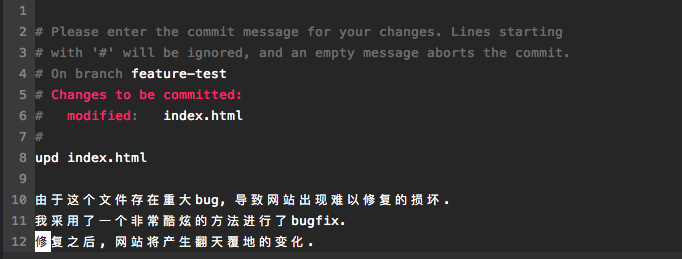 1
2 # Please enter the commit message for your changes. Lines starting
3 # with '#' will be ignored, and an empty message aborts the commit.
4 # On branch feature-test
5 # Changes to be committed:
6 #   modified:   index.html
7 #
8 upd index.html
9
10 由于这个文件存在重大bug, 导致网站出现难以修复的损坏.
11 我采用了一个非常酷炫的方法进行了bugfix.
12 修复之后, 网站将产生翻天覆地的变化.